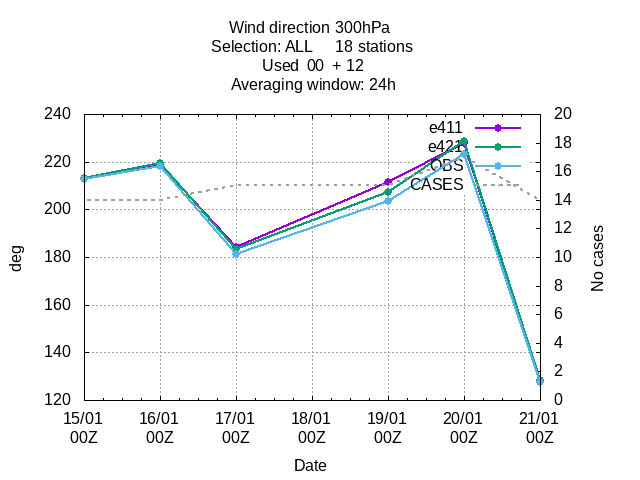 Wind direction 300hPa
Selection: ALL 18 stations
Used 00 + 12
Averaging window: 24h
240
220
200
180
160
140
120
20
18
16
14
12
10
8
6
4
2
0
e411
e421
OBS
CASES
deg
No cases
15/01 16/01 17/01 18/01 19/01 20/01 21/01
00Z 00Z 00Z 00Z 00Z 00Z 00Z
Date